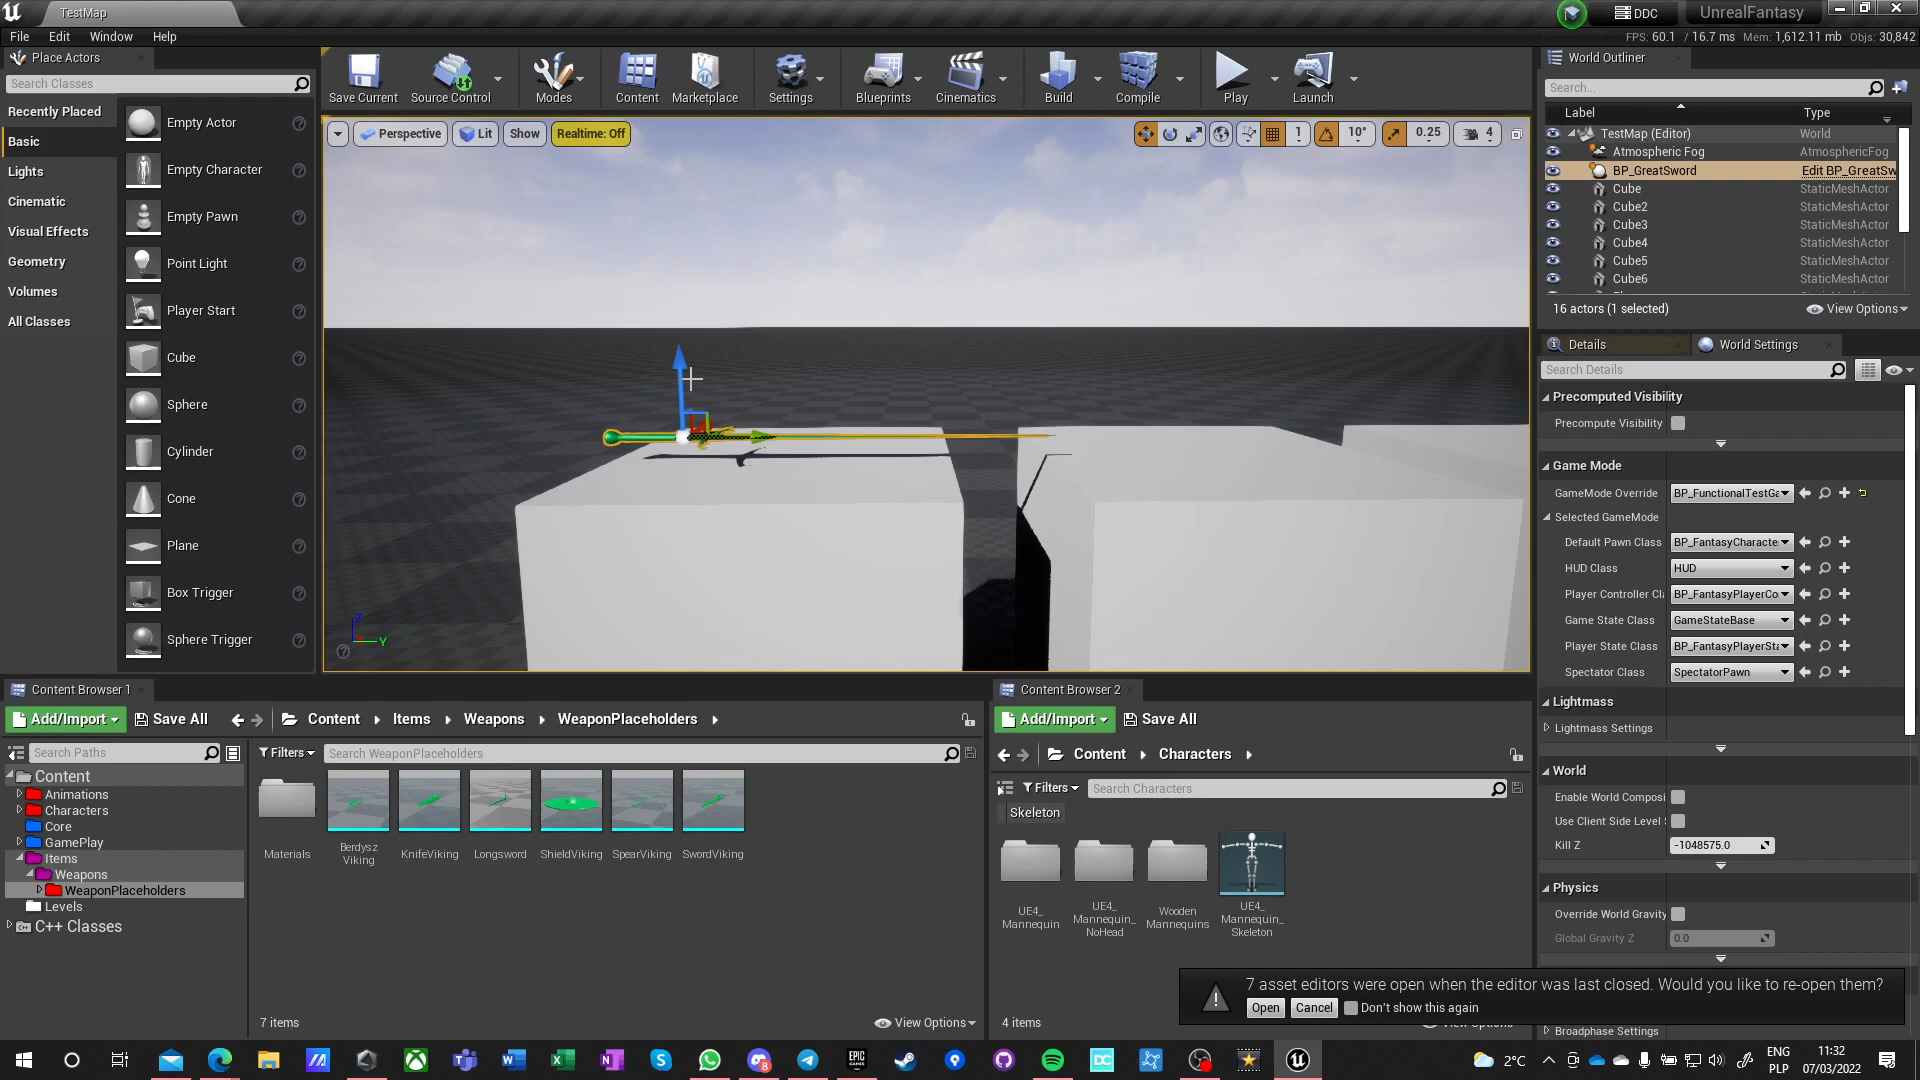 TestMap
DDC
UnrealFantasy
File Edit Window Help
FPS: 60.1 / 16.7 ms Mem: 1,612.11 mb Objs: 30,842
Place Actors
Search Classes
Recently Placed
Basic
Lights
Cinematic
Visual Effects
Geometry
Volumes
All Classes
Empty Actor
Empty Character
Empty Pawn
Point Light
Player Start
Cube
Sphere
Cylinder
Cone
Plane
Box Trigger
Sphere Trigger
Save Current
Source Control
Modes
Content
Marketplace
Settings
Blueprints
Cinematics
Build
Compile
Play
Launch
Perspective
Lit
Show
Realtime: Off
1
10°
0.25
4
Z
Y
World Outliner
Search...
Label Type
TestMap (Editor) World
Atmospheric Fog AtmosphericFog
BP_GreatSword Edit BP_GreatSw
Cube StaticMeshActor
Cube2 StaticMeshActor
Cube3 StaticMeshActor
Cube4 StaticMeshActor
Cube5 StaticMeshActor
Cube6 StaticMeshActor
16 actors (1 selected) View Options
Details
World Settings
Search Details
Precomputed Visibility
Precompute Visibility
Game Mode
GameMode Override BP_FunctionalTestGa
Selected GameMode
Default Pawn Class BP_FantasyCharacte
HUD Class HUD
Player Controller Cl BP_FantasyPlayerCo
Game State Class GameStateBase
Player State Class BP_FantasyPlayerSta
Spectator Class SpectatorPawn
Lightmass
Lightmass Settings
World
Enable World Composi
Use Client Side Level S
Kill Z -1048575.0
Physics
Override World Gravity
Global Gravity Z 0.0
Broadphase Settings
Content Browser 1
Add/Import Save All Content Items Weapons WeaponPlaceholders
Search Paths
Filters
Search WeaponPlaceholders
Content
Animations
Characters
Core
GamePlay
Items
Weapons
WeaponPlaceholders
Levels
C++ Classes
Materials
Berdysz Viking
KnifeViking
Longsword
ShieldViking
SpearViking
SwordViking
7 items View Options
Content Browser 2
Add/Import Save All
Content Characters
Filters
Search Characters
Skeleton
UE4_ Mannequin
UE4_ Mannequin_ NoHead
Wooden Mannequins
UE4_ Mannequin_ Skeleton
4 items View Options
7 asset editors were open when the editor was last closed. Would you like to re-open them?
Open Cancel Don't show this again
EPIC GAMES
DC
8
2°C
ENG
PLP
11:32
07/03/2022